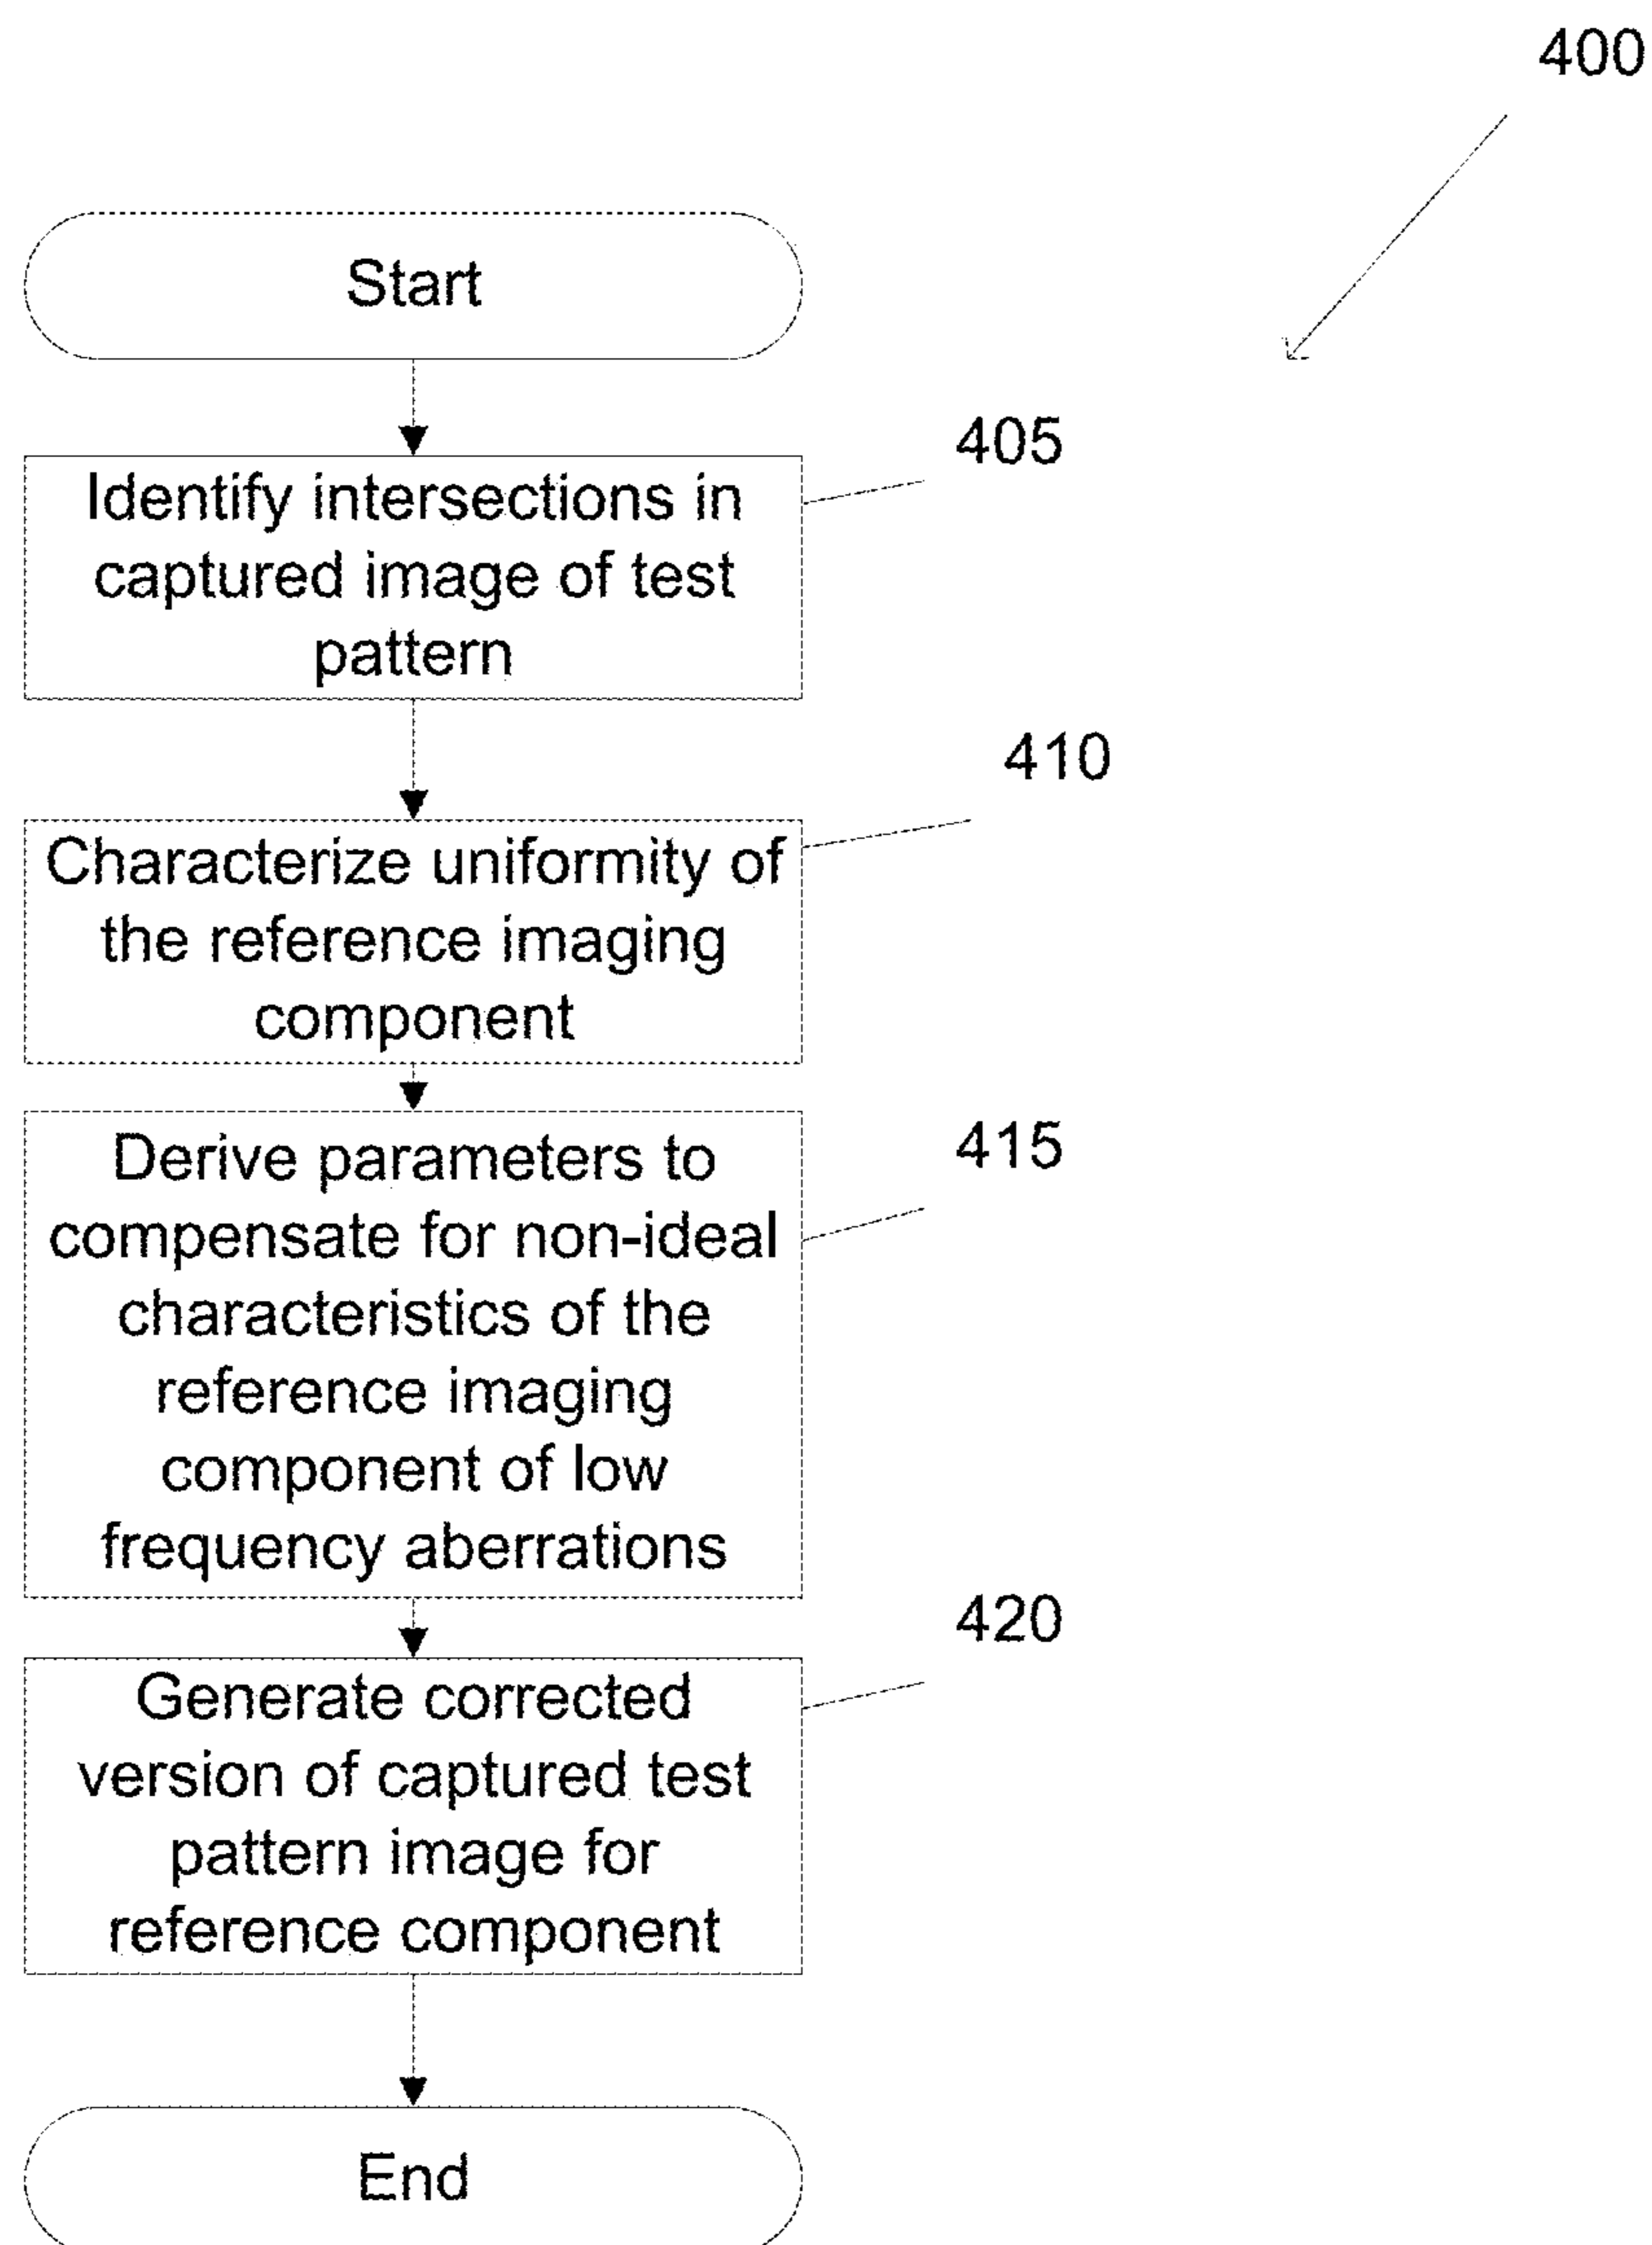 400
Start
405
Identify intersections in
captured image of test
pattern
410
Characterize uniformity of
the reference imaging
component
415
Derive parameters to
compensate for non-ideal
characteristics of the
reference imaging
component of low
frequency aberrations
420
Generate corrected
version of captured test
pattern image for
reference component
End